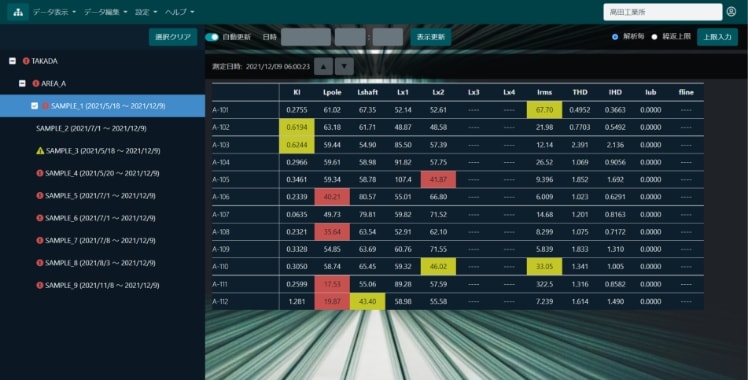 データ表示 データ編集 設定 ヘルプ 高田工業所
選択クリア 自動更新 日時 : 表示更新 解析毎 繰返上限 上限入力
TAKADA
AREA_A
SAMPLE_1 (2021/5/18 ～ 2021/12/9)
SAMPLE_2 (2021/7/1 ～ 2021/12/9)
SAMPLE_3 (2021/5/18 ～ 2021/12/9)
SAMPLE_4 (2021/5/20 ～ 2021/12/9)
SAMPLE_5 (2021/7/1 ～ 2021/12/9)
SAMPLE_6 (2021/7/1 ～ 2021/12/9)
SAMPLE_7 (2021/7/8 ～ 2021/12/9)
SAMPLE_8 (2021/8/3 ～ 2021/12/9)
SAMPLE_9 (2021/11/8 ～ 2021/12/9)
測定日時: 2021/12/09 06:00:23 ▲ ▼
KI Lpole Lshaft Lx1 Lx2 Lx3 Lx4 Irms THD IHD Iub fline
A-101 0.2755 61.02 67.35 52.14 52.61 ---- ---- 67.70 0.4952 0.3663 0.0000 ----
A-102 0.6194 63.18 61.71 48.87 58.58 ---- ---- 21.98 0.7703 0.5492 0.0000 ----
A-103 0.6244 59.44 54.90 85.50 57.39 ---- ---- 12.14 2.391 2.136 0.0000 ----
A-104 0.2966 59.61 58.98 91.82 57.75 ---- ---- 26.52 1.069 0.9056 0.0000 ----
A-105 0.3461 59.34 58.78 107.4 41.87 ---- ---- 9.396 1.852 1.692 0.0000 ----
A-106 0.2339 40.21 80.57 55.01 66.80 ---- ---- 6.009 1.023 0.6291 0.0000 ----
A-107 0.0635 49.73 79.81 59.82 71.52 ---- ---- 14.68 1.201 0.8163 0.0000 ----
A-108 0.2321 35.64 63.54 52.91 62.10 ---- ---- 8.299 1.075 0.7172 0.0000 ----
A-109 0.3328 54.85 63.69 60.76 71.55 ---- ---- 5.839 1.833 1.310 0.0000 ----
A-110 0.3050 58.74 65.45 59.32 46.02 ---- ---- 33.05 1.341 1.005 0.0000 ----
A-111 0.2599 17.53 55.06 89.28 57.59 ---- ---- 322.5 1.316 0.8582 0.0000 ----
A-112 1.281 19.87 43.40 58.98 55.58 ---- ---- 7.239 1.614 1.490 0.0000 ----